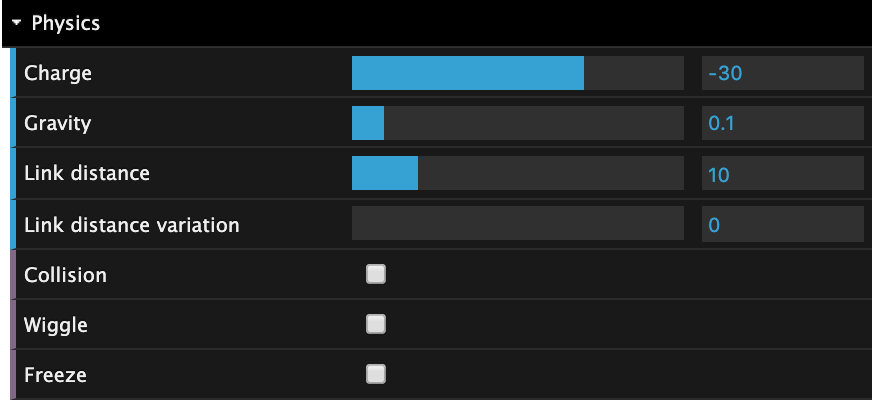 Physics
Charge -30
Gravity 0.1
Link distance 10
Link distance variation 0
Collision
Wiggle
Freeze